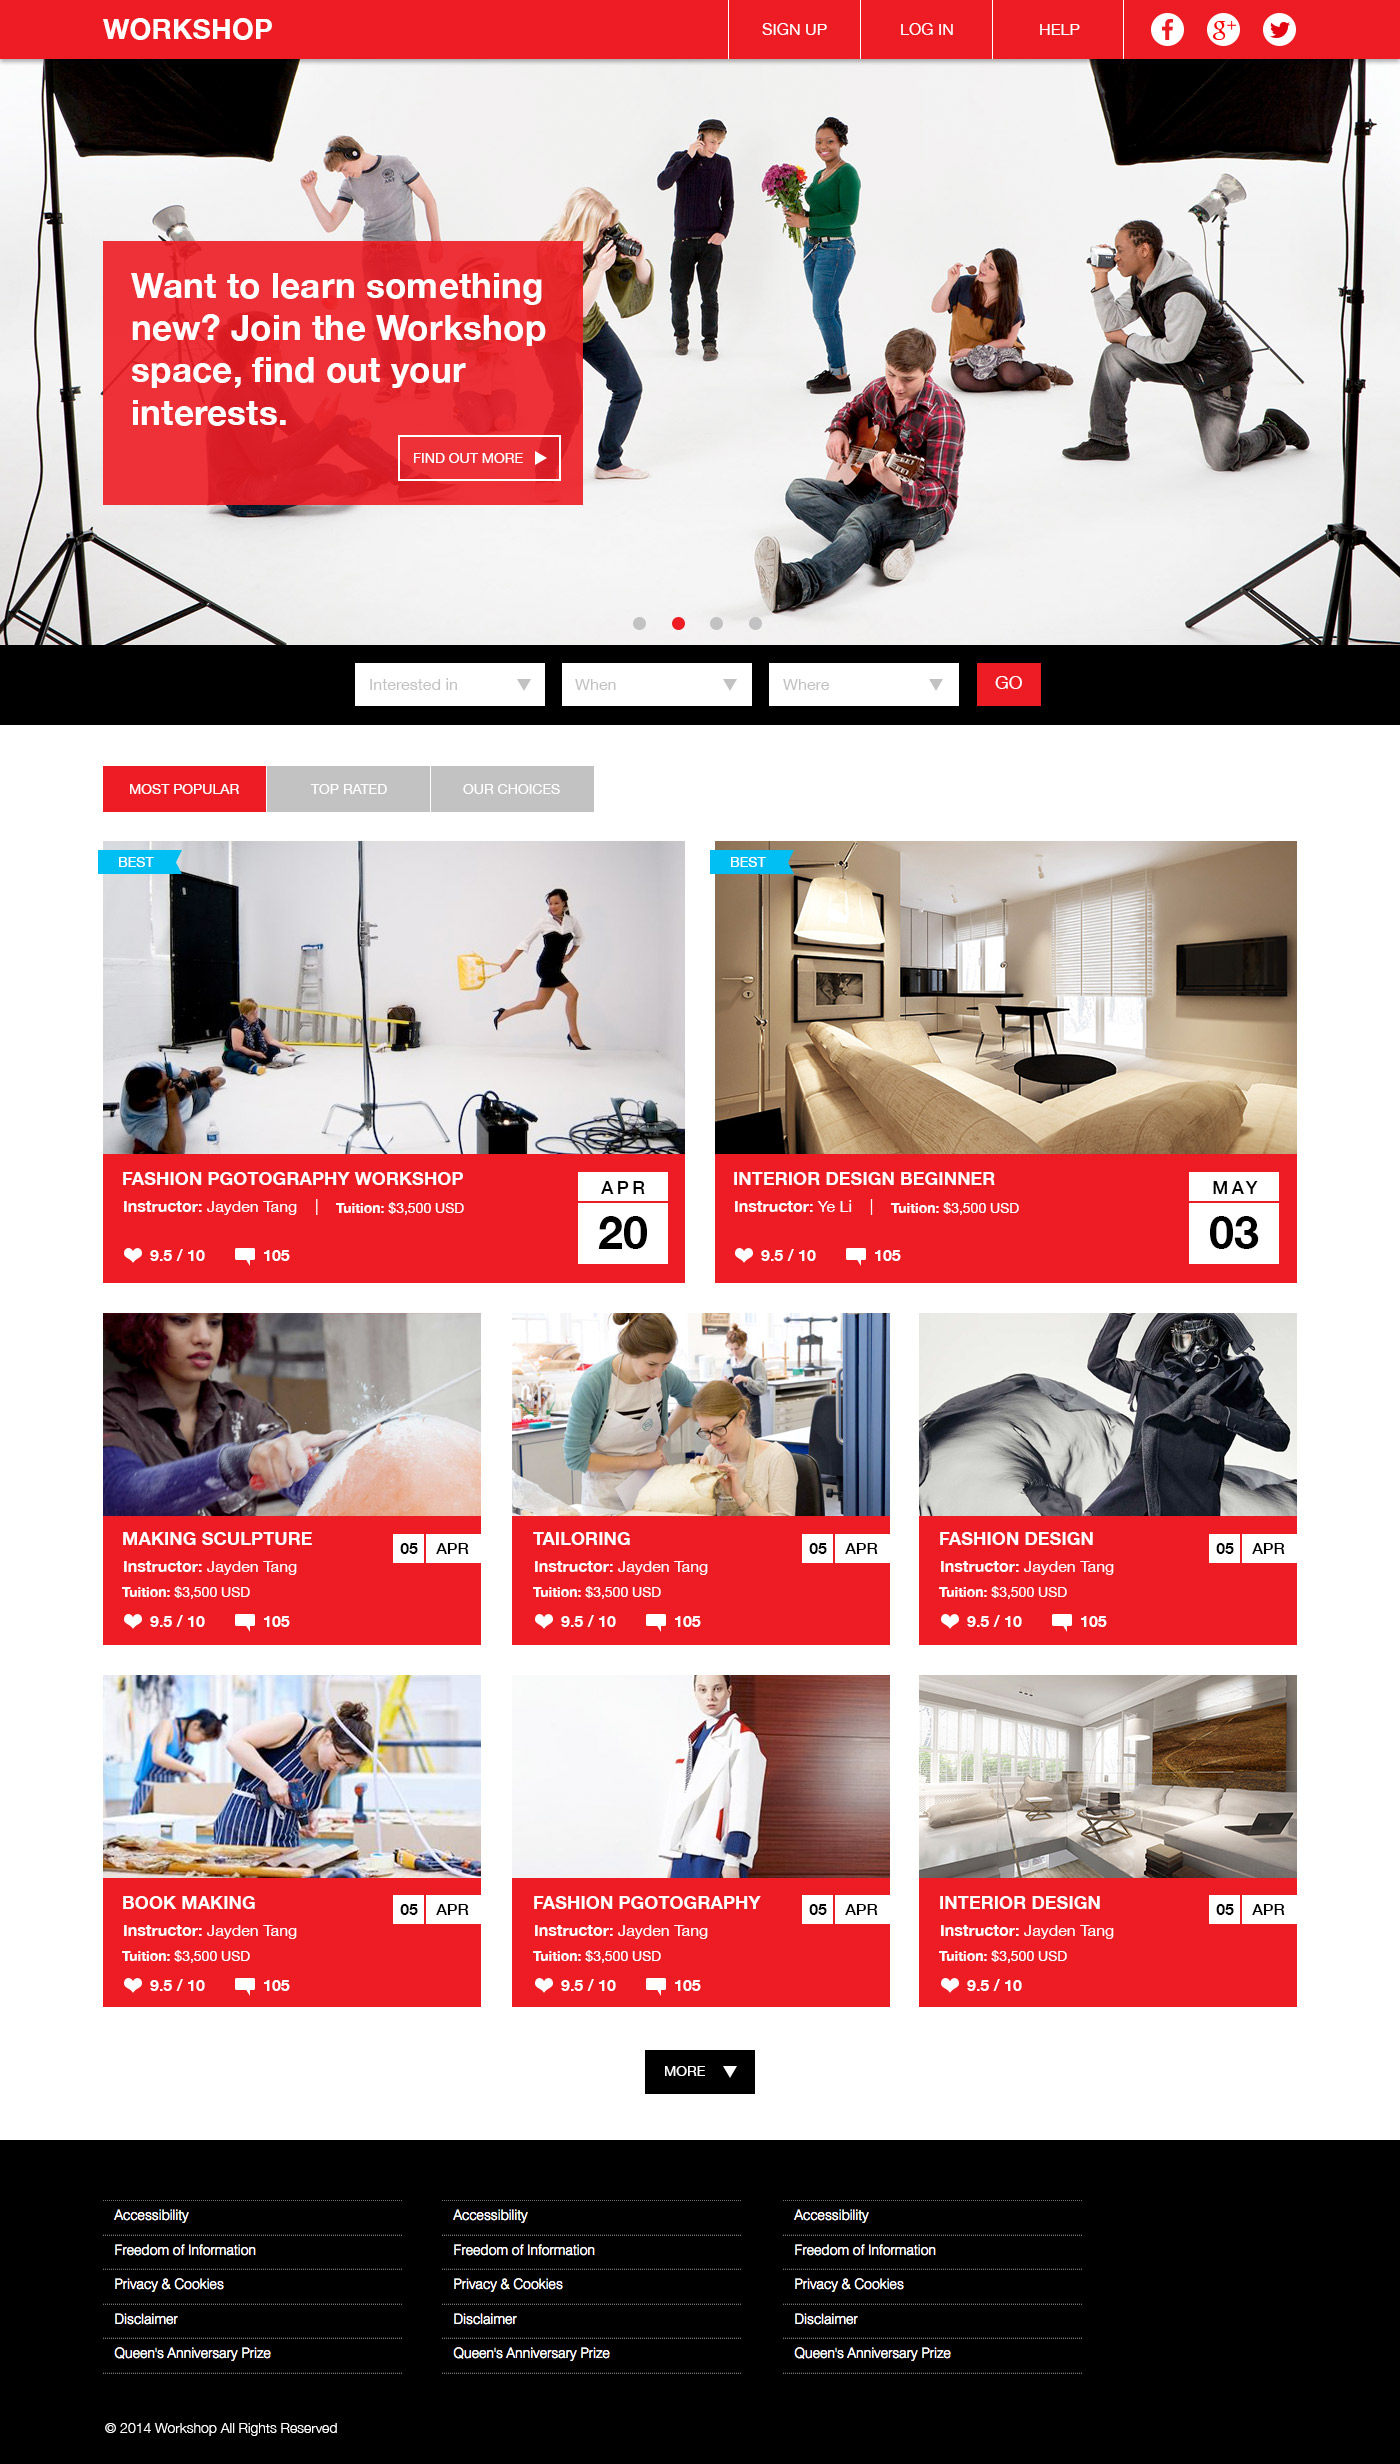 WORKSHOP
SIGN UP
LOG IN
HELP
f
g+
Want to learn something
new? Join the Workshop
space, find out your
interests.
FIND OUT MORE
Interested in
When
Where
GO
MOST POPULAR
TOP RATED
OUR CHOICES
BEST
BEST
FASHION PGOTOGRAPHY WORKSHOP
Instructor: Jayden Tang | Tuition: $3,500 USD
9.5 / 10 105
APR
20
INTERIOR DESIGN BEGINNER
Instructor: Ye Li | Tuition: $3,500 USD
9.5 / 10 105
MAY
03
MAKING SCULPTURE
05 APR
Instructor: Jayden Tang
Tuition: $3,500 USD
9.5 / 10 105
TAILORING
05 APR
Instructor: Jayden Tang
Tuition: $3,500 USD
9.5 / 10 105
FASHION DESIGN
05 APR
Instructor: Jayden Tang
Tuition: $3,500 USD
9.5 / 10 105
BOOK MAKING
05 APR
Instructor: Jayden Tang
Tuition: $3,500 USD
9.5 / 10 105
FASHION PGOTOGRAPHY
05 APR
Instructor: Jayden Tang
Tuition: $3,500 USD
9.5 / 10 105
INTERIOR DESIGN
05 APR
Instructor: Jayden Tang
Tuition: $3,500 USD
9.5 / 10
MORE
Accessibility
Freedom of Information
Privacy & Cookies
Disclaimer
Queen's Anniversary Prize
Accessibility
Freedom of Information
Privacy & Cookies
Disclaimer
Queen's Anniversary Prize
Accessibility
Freedom of Information
Privacy & Cookies
Disclaimer
Queen's Anniversary Prize
© 2014 Workshop All Rights Reserved